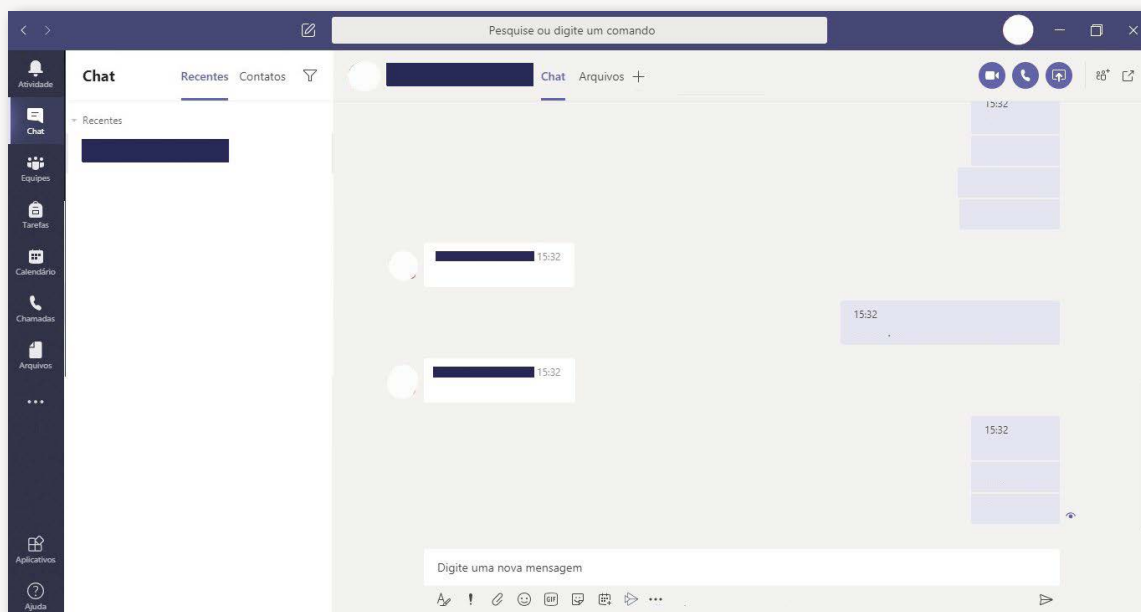 Pesquise ou digite um comando
Atividade
Chat
Equipes
Tarefas
Calendário
Chamadas
Arquivos
Aplicativos
Ajuda
Chat Recentes Contatos
Recentes
Chat Arquivos
15:32
15:32
15:32
15:32
15:32
Digite uma nova mensagem
GIF